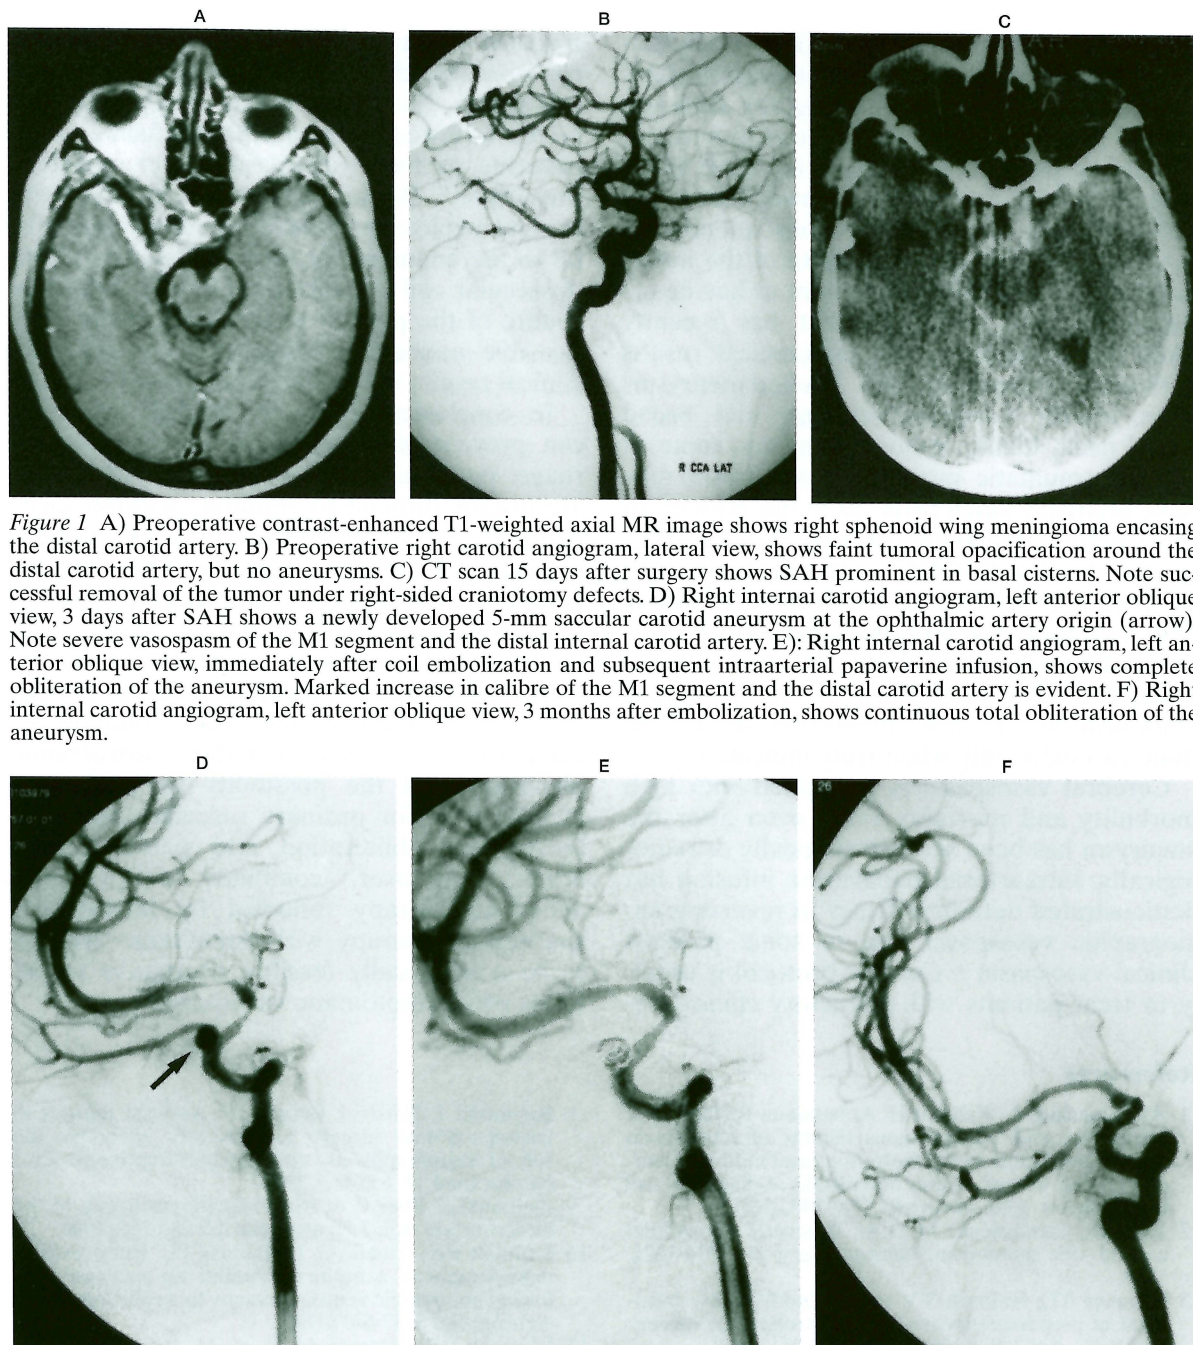 A
B
C
R CCA LAT
Figure 1 A) Preoperative contrast-enhanced T1-weighted axial MR image shows right sphenoid wing meningioma encasing
the distal carotid artery. B) Preoperative right carotid angiogram, lateral view, shows faint tumoral opacification around the
distal carotid artery, but no aneurysms. C) CT scan 15 days after surgery shows SAH prominent in basal cisterns. Note suc-
cessful removal of the tumor under right-sided craniotomy defects. D) Right internai carotid angiogram, left anterior oblique
view, 3 days after SAH shows a newly developed 5-mm saccular carotid aneurysm at the ophthalmic artery origin (arrow)
Note severe vasospasm of the M1 segment and the distal internal carotid artery. E): Right internal carotid angiogram, left an-
terior oblique view, immediately after coil embolization and subsequent intraarterial papaverine infusion, shows complete
obliteration of the aneurysm. Marked increase in calibre of the M1 segment and the distal carotid artery is evident. F) Right
internal carotid angiogram, left anterior oblique view, 3 months after embolization, shows continuous total obliteration of the
aneurysm.
D
E
F
26